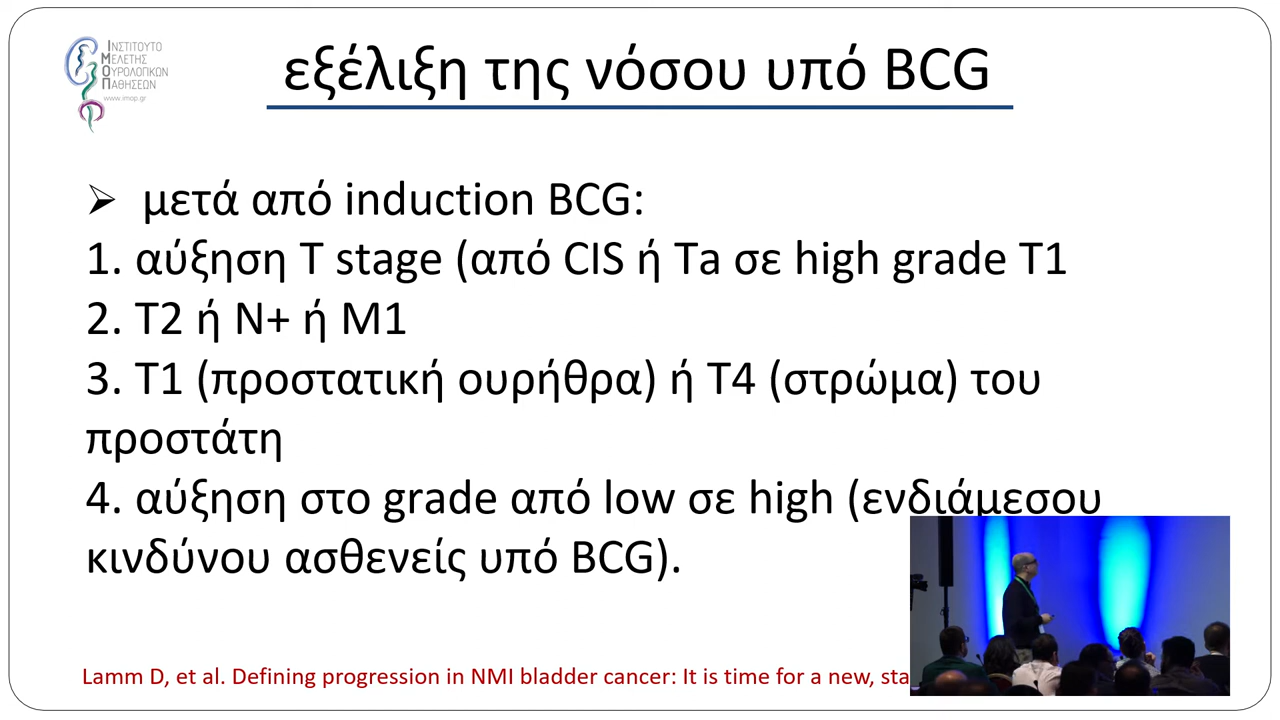 ΙΝΣΤΙΤΟΥΤΟ
ΜΕΛΕΤΗΣ
ΟΥΡΟΛΟΓΙΚΩΝ
ΠΑΘΗΣΕΩΝ
www.imop.gr
εξέλιξη της νόσου υπό BCG
➢ μετά από induction BCG:
1. αύξηση T stage (από CIS ή Ta σε high grade T1
2. T2 ή N+ ή M1
3. T1 (προστατική ουρήθρα) ή T4 (στρώμα) του
προστάτη
4. αύξηση στο grade από low σε high (ενδιάμεσου
κινδύνου ασθενείς υπό BCG).
Lamm D, et al. Defining progression in NMI bladder cancer: It is time for a new, sta